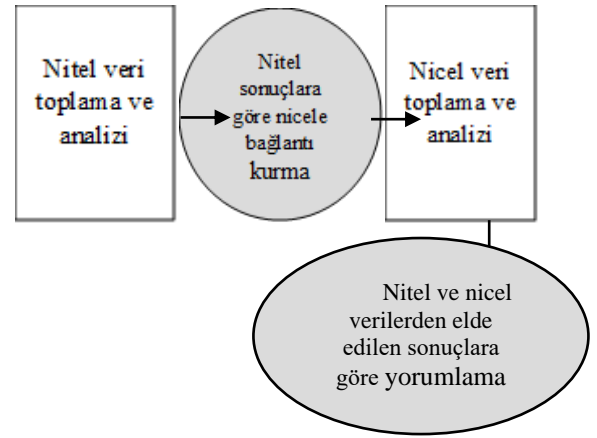 Nitel veri
toplama ve
analizi
Nitel
sonuçlara
göre nicele
bağlantı
kurma
Nicel veri
toplama ve
analizi
Nitel ve nicel
verilerden elde
edilen sonuçlara
göre yorumlama